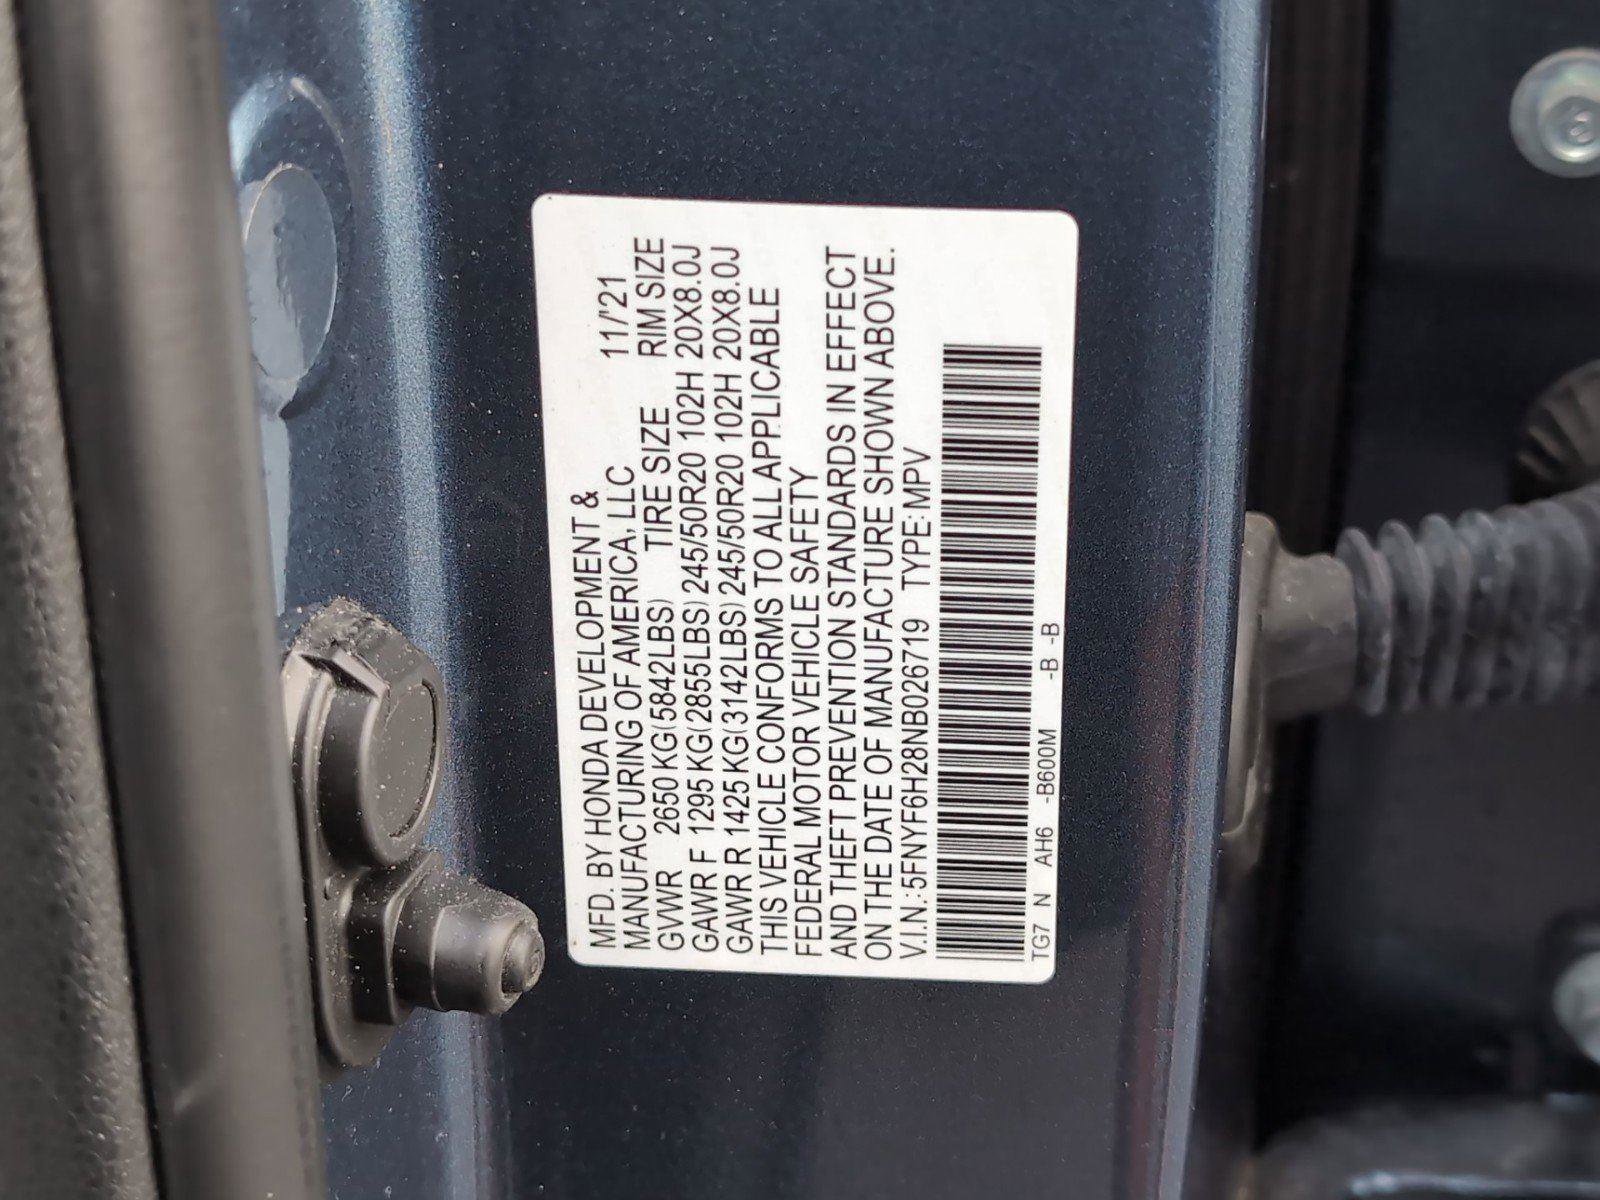 MFD. BY HONDA DEVELOPMENT &
MANUFACTURING OF AMERICA, LLC 11/'21
GVWR 2650 KG(5842LBS) TIRE SIZE RIM SIZE
GAWR F 1295 KG(2855LBS) 245/50R20 102H 20X8.0J
GAWR R 1425 KG(3142LBS) 245/50R20 102H 20X8.0J
THIS VEHICLE CONFORMS TO ALL APPLICABLE
FEDERAL MOTOR VEHICLE SAFETY
AND THEFT PREVENTION STANDARDS IN EFFECT
ON THE DATE OF MANUFACTURE SHOWN ABOVE.
V.I.N.:5FNYF6H28NB026719 TYPE:MPV
TG7 N AH6 -B600M -B -B